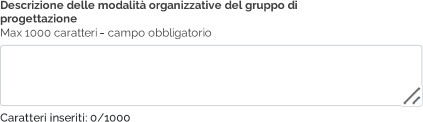 Descrizione delle modalità organizzative del gruppo di
progettazione
Max 1000 caratteri - campo obbligatorio
Caratteri inseriti: 0/1000